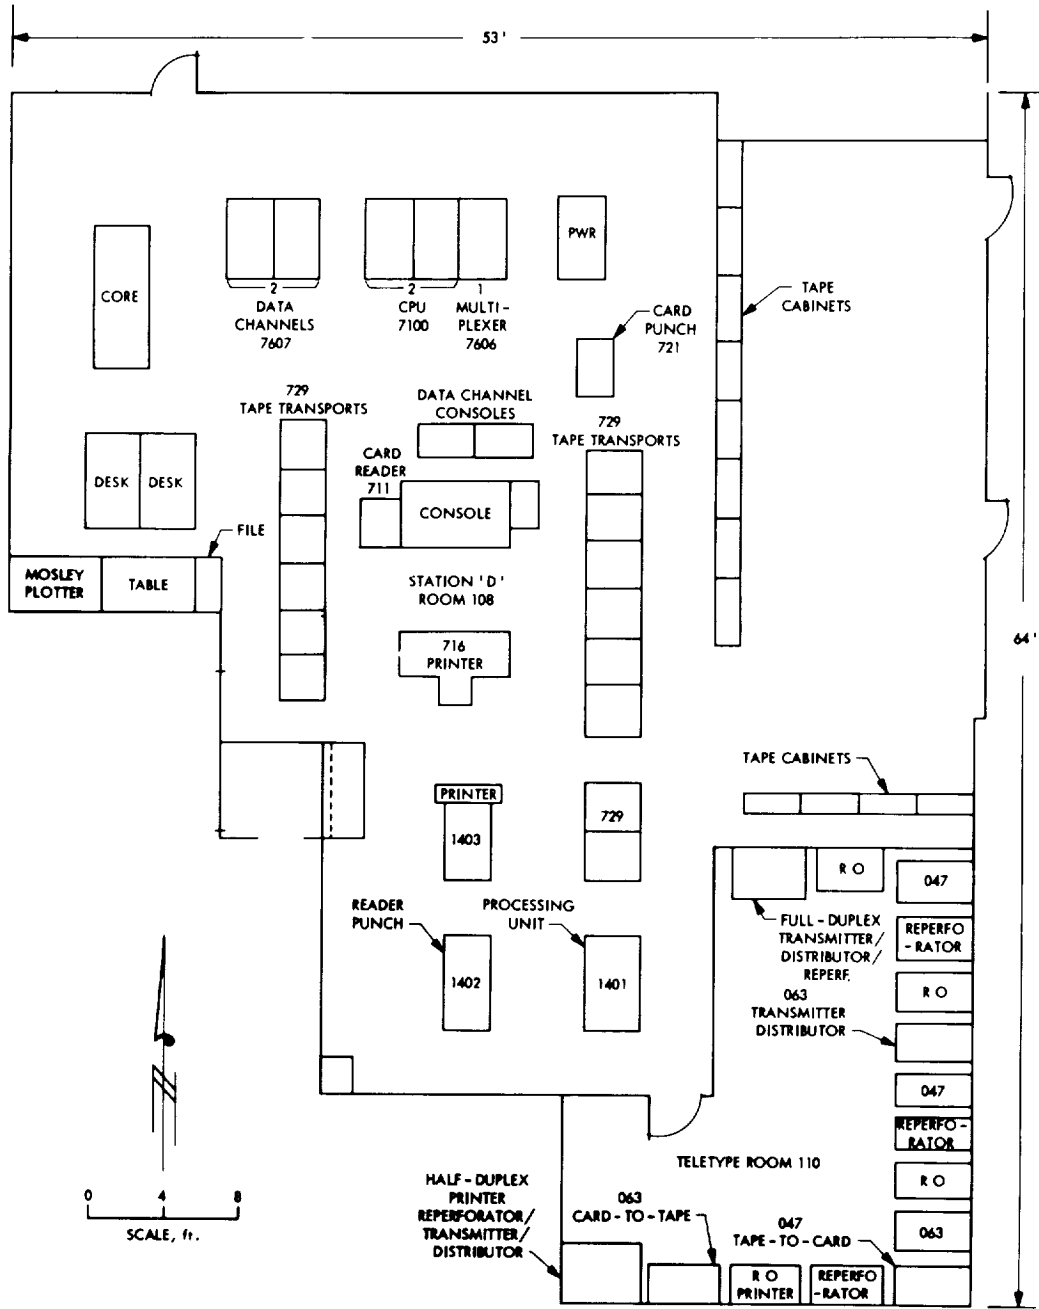 53'
PWR
CORE
2
DATA
CHANNELS
7607
2
CPU
7100
1
MULTI-
PLEXER
7606
TAPE
CABINETS
CARD
PUNCH
721
729
TAPE TRANSPORTS
DATA CHANNEL
CONSOLES
729
TAPE TRANSPORTS
CARD
READER
711
DESK
DESK
CONSOLE
FILE
MOSLEY
PLOTTER
TABLE
STATION 'D'
ROOM 108
64'
716
PRINTER
TAPE CABINETS
PRINTER
1403
729
R O
047
READER
PUNCH
PROCESSING
UNIT
FULL-DUPLEX
TRANSMITTER/
DISTRIBUTOR/
REPERF.
REPERFO
-RATOR
1402
1401
R O
063
TRANSMITTER
DISTRIBUTOR
047
REPERFO-
RATOR
TELETYPE ROOM 110
R O
HALF-DUPLEX
PRINTER
REPERFORATOR/
TRANSMITTER/
DISTRIBUTOR
063
CARD-TO-TAPE
047
TAPE-TO-CARD
063
0 4 8
SCALE, ft.
R O
PRINTER
REPERFO
-RATOR